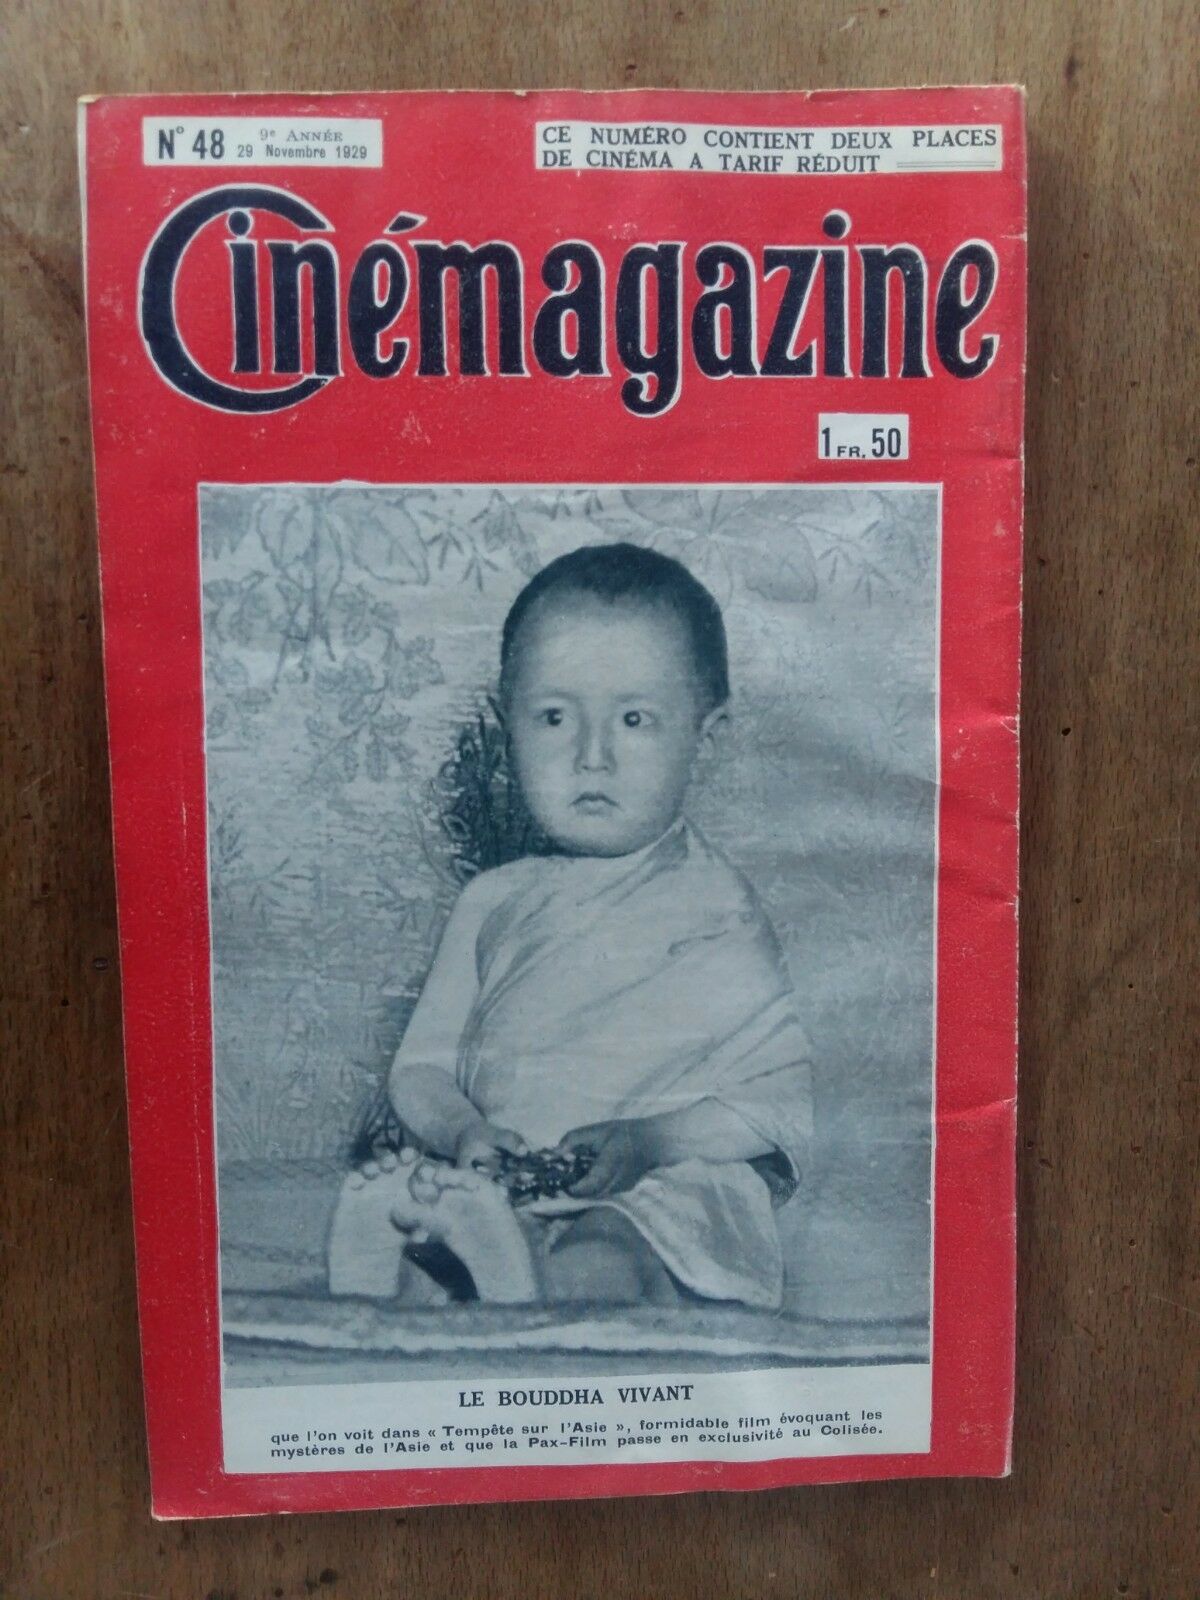 N° 48 9e ANNÉE
29 Novembre 1929
CE NUMÉRO CONTIENT DEUX PLACES
DE CINÉMA A TARIF RÉDUIT
Cinémagazine
1 FR. 50
LE BOUDDHA VIVANT
que l'on voit dans « Tempête sur l'Asie », formidable film évoquant les
mystères de l'Asie et que la Pax-Film passe en exclusivité au Colisée.